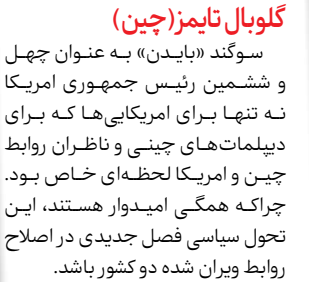 گلوبال تایمز(چین)
سوگند «بایدن» به عنوان چهل
و ششمین رئیس جمهوری امریکا
نه تنها برای امریکایی‌ها که برای
دیپلمات‌های چینی و ناظران روابط
چین و امریکا لحظه‌ای خاص بود.
چراکه همگی امیدوار هستند، این
تحول سیاسی فصل جدیدی در اصلاح
روابط ویران شده دو کشور باشد.